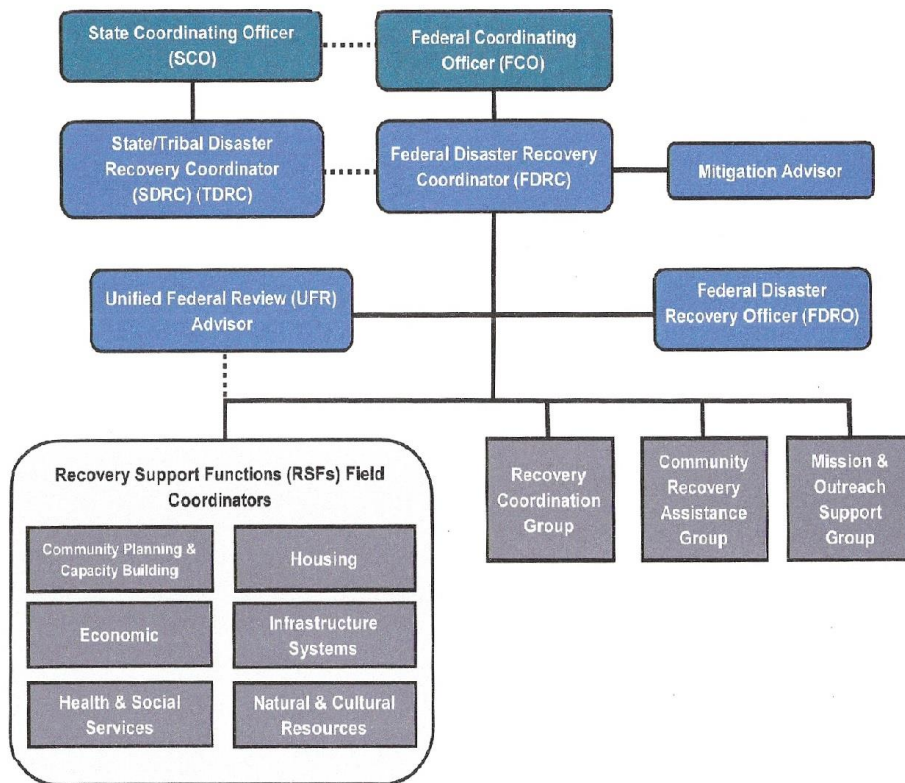 State Coordinating Officer
(SCO)
Federal Coordinating
Officer (FCO)
State/Tribal Disaster
Recovery Coordinator
(SDRC) (TDRC)
Federal Disaster Recovery
Coordinator (FDRC)
Mitigation Advisor
Unified Federal Review (UFR)
Advisor
Federal Disaster
Recovery Officer (FDRO)
Recovery Support Functions (RSFs) Field
Coordinators
Community Planning &
Capacity Building
Housing
Economic
Infrastructure
Systems
Health & Social
Services
Natural & Cultural
Resources
Recovery
Coordination
Group
Community
Recovery
Assistance
Group
Mission &
Outreach
Support
Group